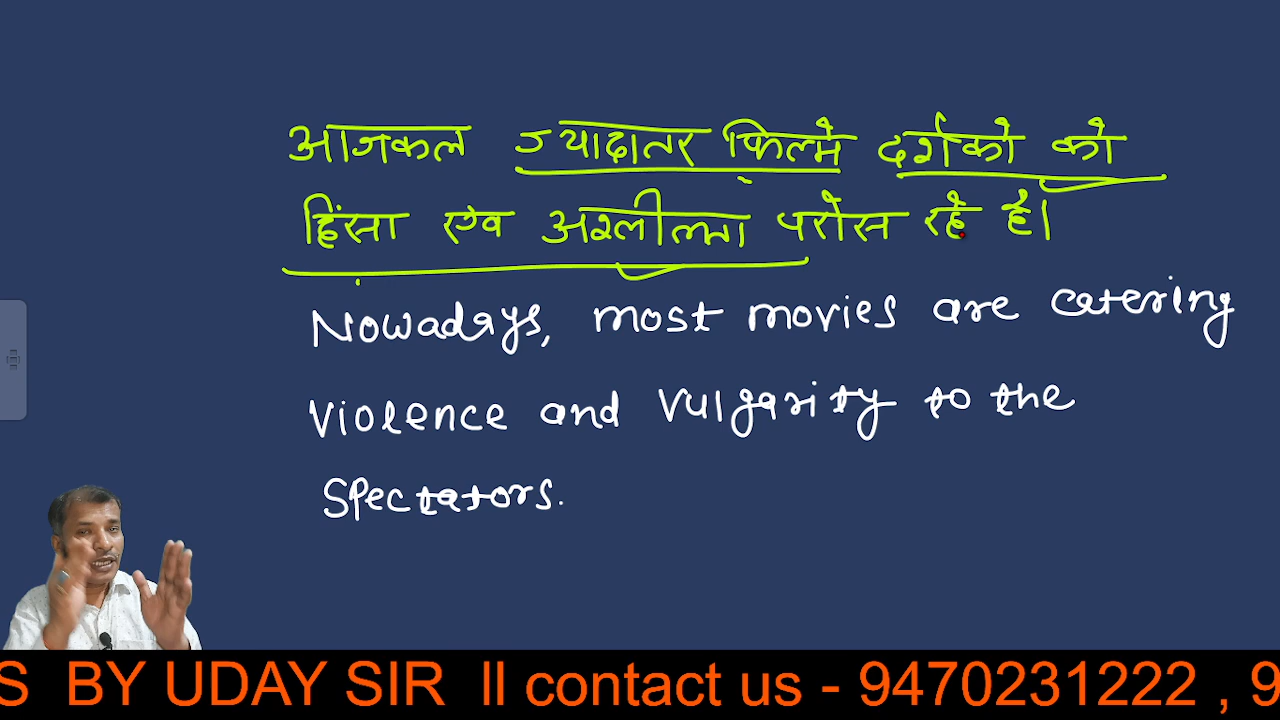 आजकल ज्यादातर फिल्मे दर्शको को
हिंसा एंव अश्लीलता परोस रहे है।
Nowadays, most movies are catering
violence and vulgarity to the
spectators.
S BY UDAY SIR ll contact us - 9470231222 , 9